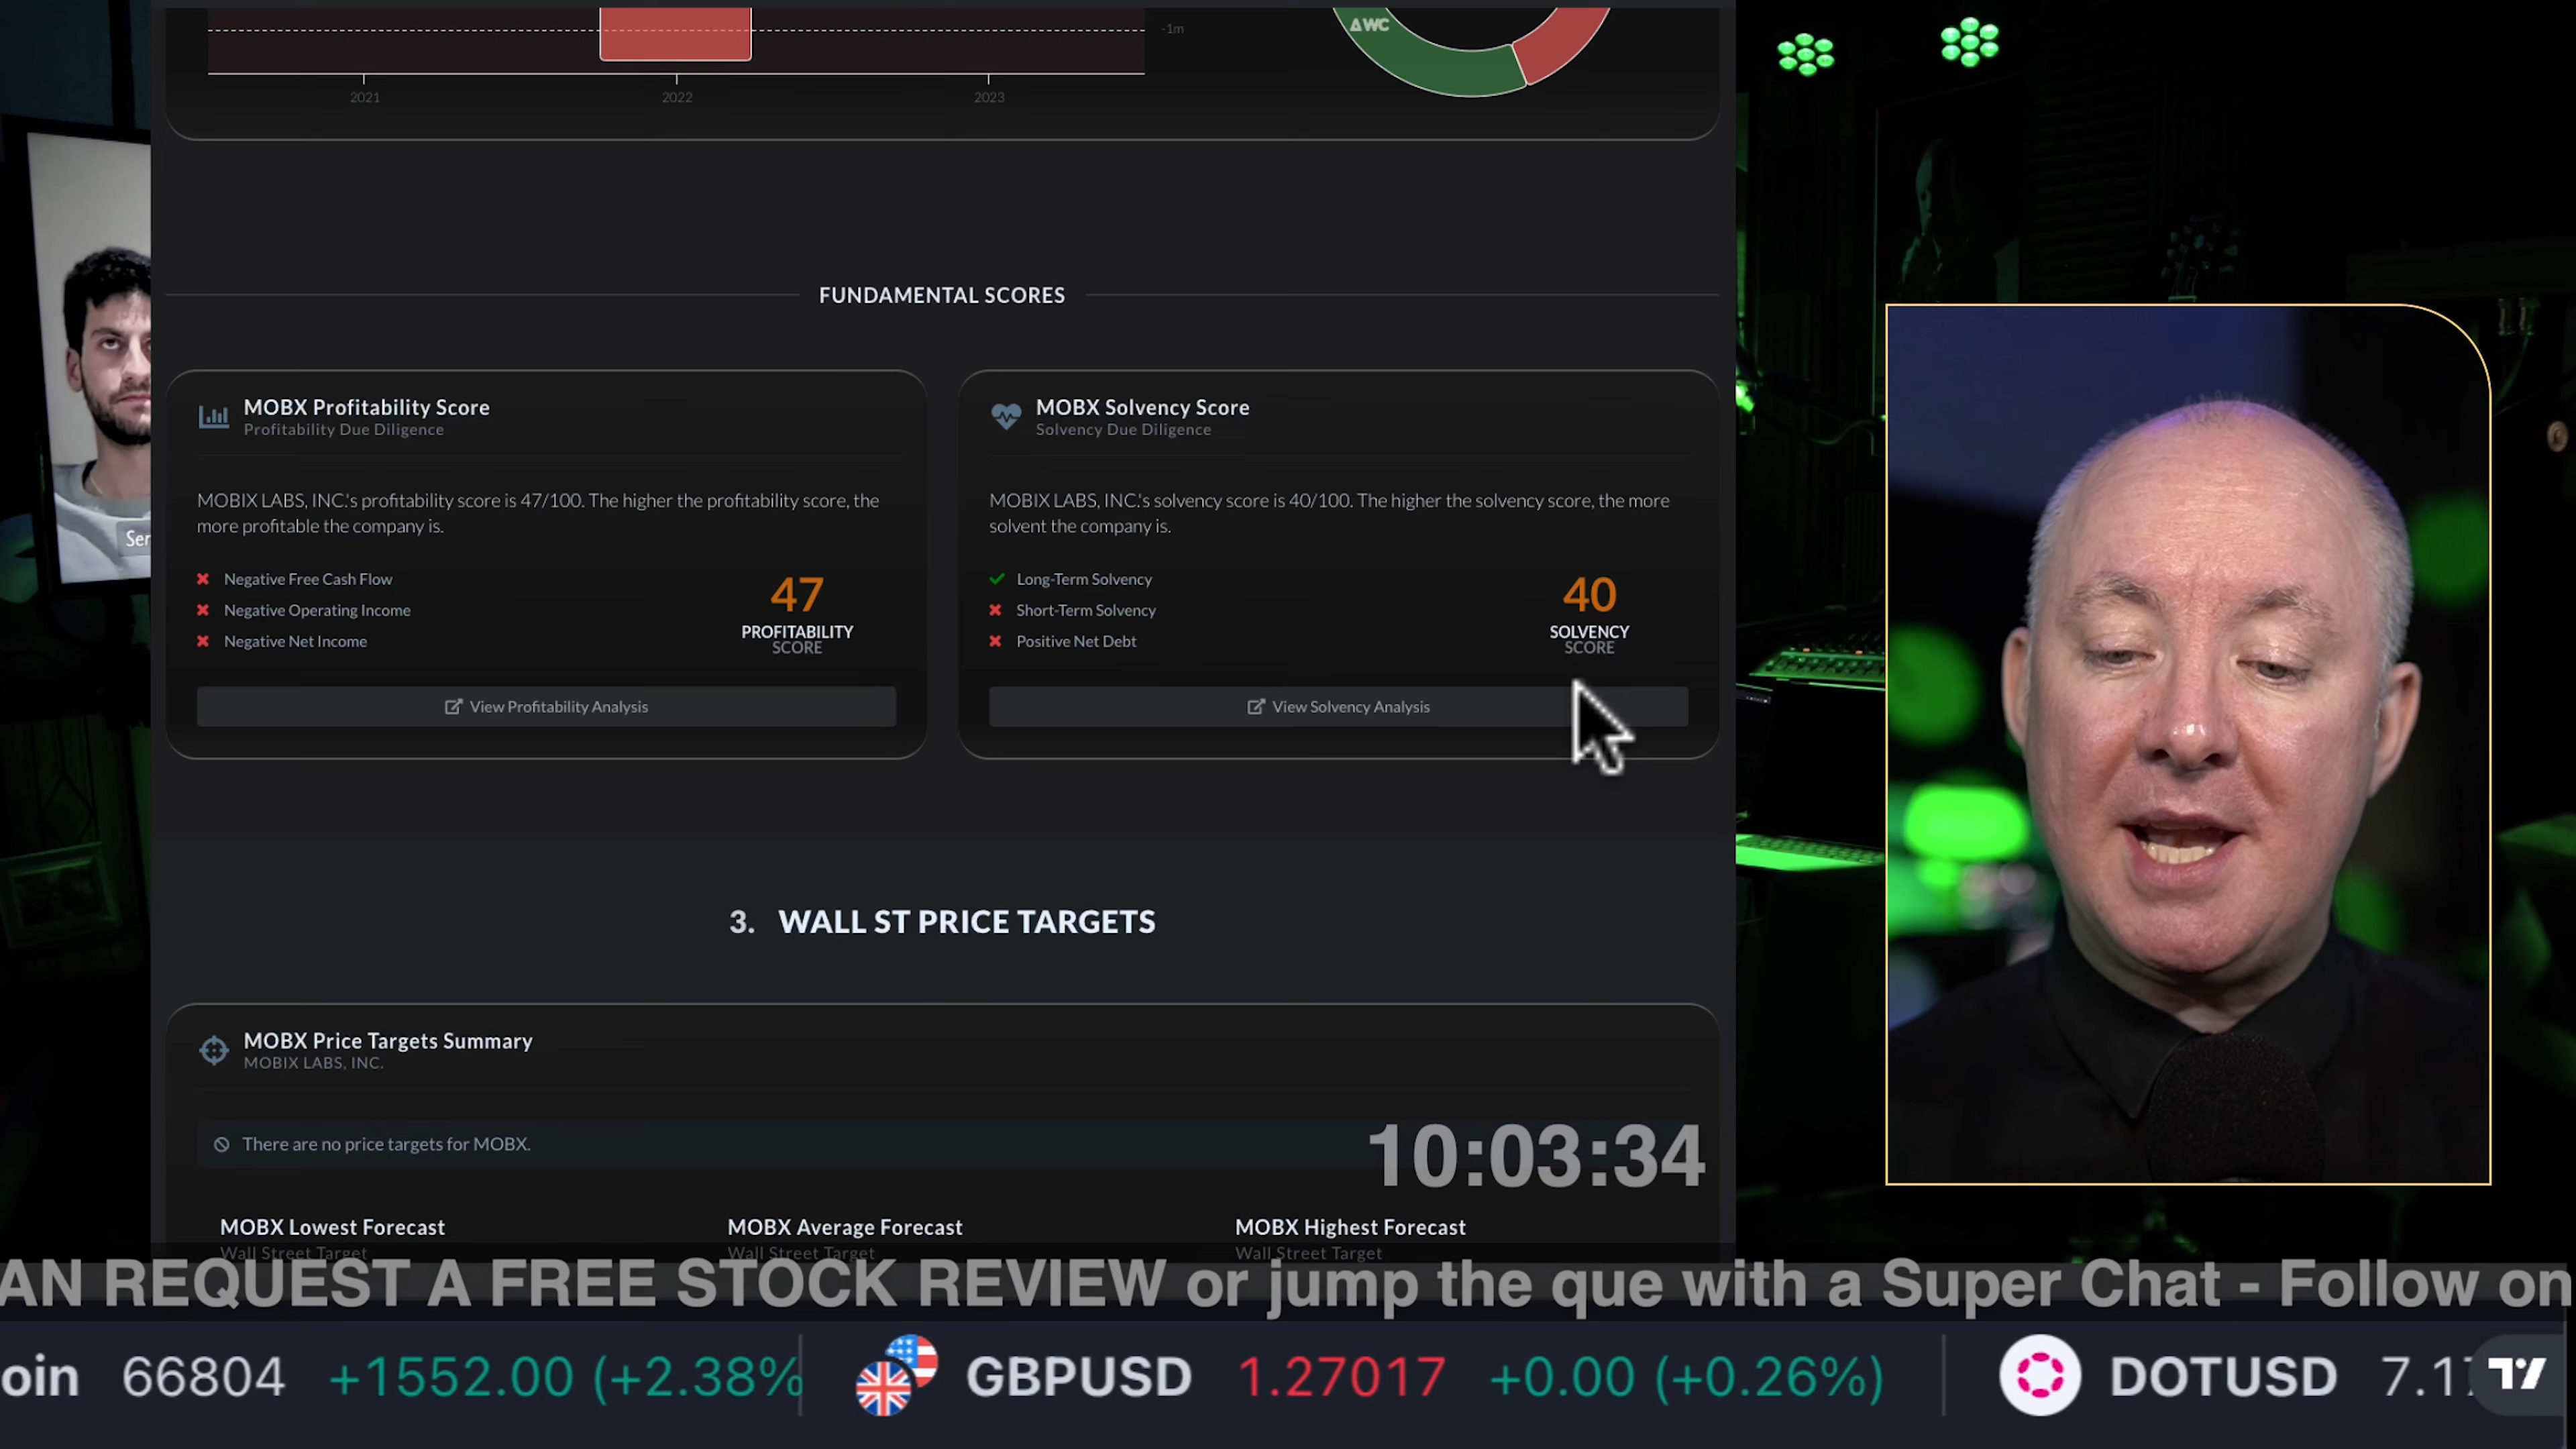 -1m
ΔWC
2021
2022
2023
FUNDAMENTAL SCORES
MOBX Profitability Score
Profitability Due Diligence
MOBIX LABS, INC.'s profitability score is 47/100. The higher the profitability score, the
more profitable the company is.
Negative Free Cash Flow
Negative Operating Income
Negative Net Income
47
PROFITABILITY
SCORE
View Profitability Analysis
MOBX Solvency Score
Solvency Due Diligence
MOBIX LABS, INC.'s solvency score is 40/100. The higher the solvency score, the more
solvent the company is.
Long-Term Solvency
Short-Term Solvency
Positive Net Debt
40
SOLVENCY
SCORE
View Solvency Analysis
Ser
3. WALL ST PRICE TARGETS
MOBX Price Targets Summary
MOBIX LABS, INC.
There are no price targets for MOBX.
10:03:34
MOBX Lowest Forecast
Wall Street Target
MOBX Average Forecast
Wall Street Target
MOBX Highest Forecast
Wall Street Target
AN REQUEST A FREE STOCK REVIEW or jump the que with a Super Chat - Follow on
oin 66804 +1552.00 (+2.38% GBPUSD 1.27017 +0.00 (+0.26%) DOTUSD 7.17